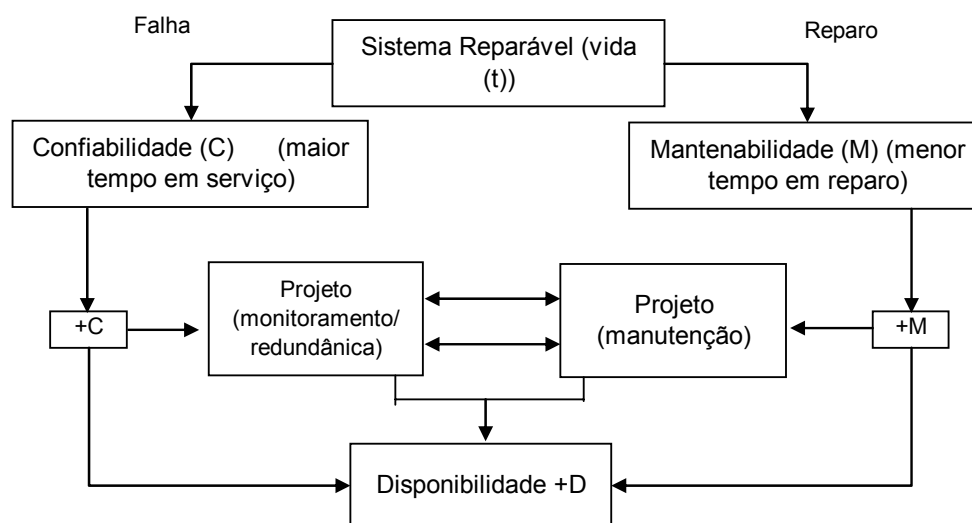 Falha
Sistema Reparável (vida
(t))
Reparo
Confiabilidade (C) (maior
tempo em serviço)
Mantenabilidade (M) (menor
tempo em reparo)
+C
Projeto
(monitoramento/
redundânica)
Projeto
(manutenção)
+M
Disponibilidade +D